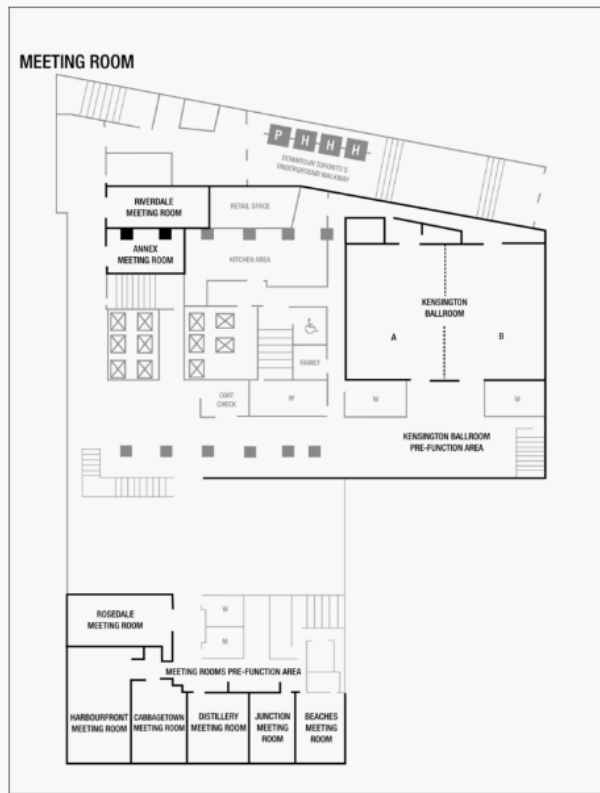 MEETING ROOM
P H H H
DOWNTOWN TORONTO'S
UNDERGROUND WALKWAY
RIVERDALE
MEETING ROOM
RETAIL SPACE
ANNEX
MEETING ROOM
KITCHEN AREA
KENSINGTON
BALLROOM
A
B
FAMILY
COAT
CHECK
W
W
M
KENSINGTON BALLROOM
PRE-FUNCTION AREA
ROSEDALE
MEETING ROOM
W
M
MEETING ROOMS PRE-FUNCTION AREA
HARBOURFRONT
MEETING ROOM
CABBAGETOWN
MEETING ROOM
DISTILLERY
MEETING ROOM
JUNCTION
MEETING
ROOM
BEACHES
MEETING
ROOM